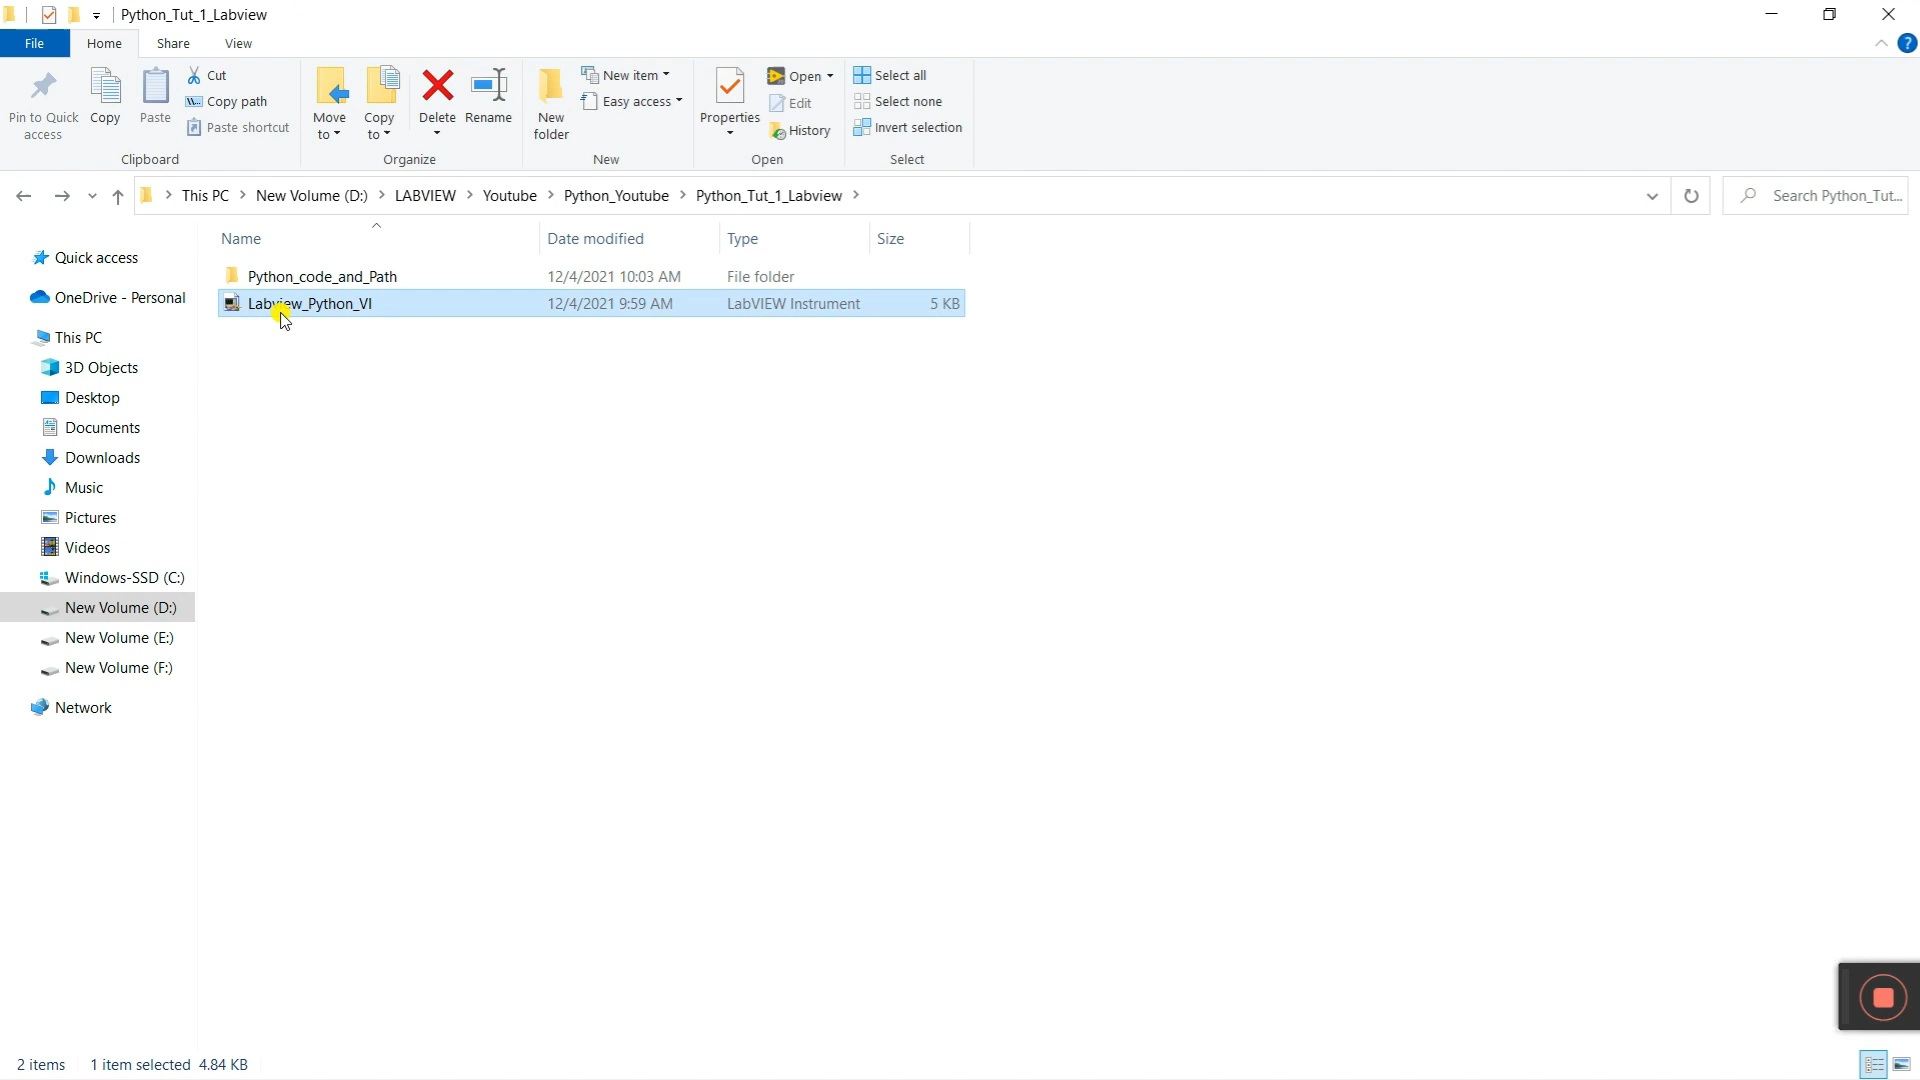 Python_Tut_1_Labview
File Home Share View
Pin to Quick access
Copy
Paste
Cut
Copy path
Paste shortcut
Clipboard
Move to
Copy to
Delete
Rename
Organize
New folder
New item
Easy access
New
Properties
Open
Edit
History
Open
Select all
Select none
Invert selection
Select
This PC > New Volume (D:) > LABVIEW > Youtube > Python_Youtube > Python_Tut_1_Labview >
Search Python_Tut...
Name Date modified Type Size
Python_code_and_Path 12/4/2021 10:03 AM File folder
Labview_Python_VI 12/4/2021 9:59 AM LabVIEW Instrument 5 KB
Quick access
OneDrive - Personal
This PC
3D Objects
Desktop
Documents
Downloads
Music
Pictures
Videos
Windows-SSD (C:)
New Volume (D:)
New Volume (E:)
New Volume (F:)
Network
2 items 1 item selected 4.84 KB